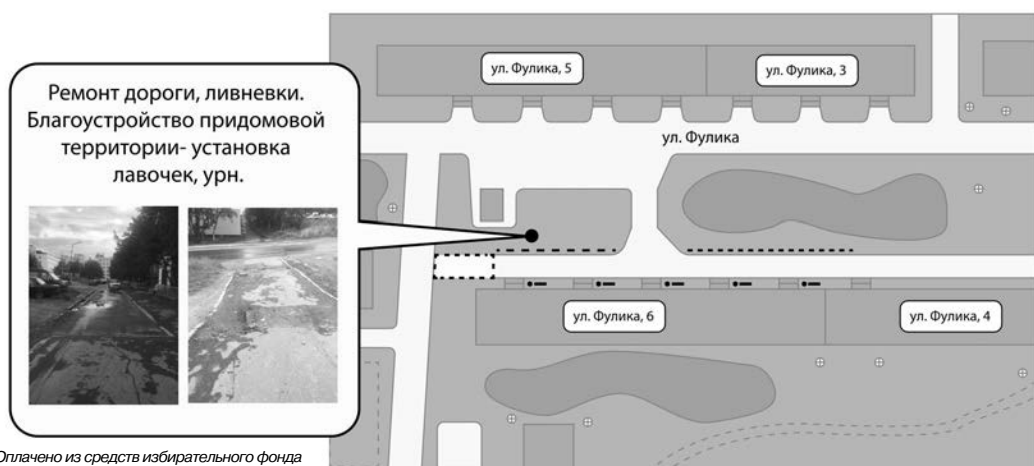 ул. Фулика, 5
ул. Фулика, 3
Ремонт дороги, ливневки.
Благоустройство придомовой
территории- установка
лавочек, урн.
ул. Фулика
ул. Фулика, 6
ул. Фулика, 4
Оплачено из средств избирательного фонда